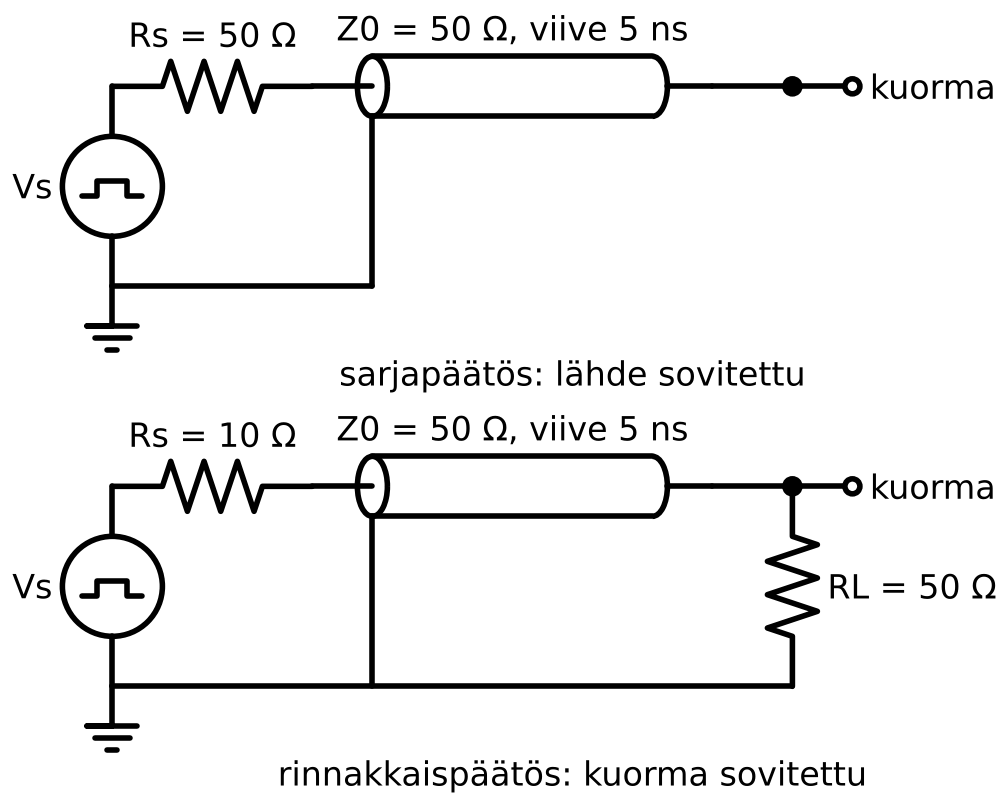 Rs = 50 Ω
Z0 = 50 Ω, viive 5 ns
kuorma
Vs
sarjapäätös: lähde sovitettu
Rs = 10 Ω
Z0 = 50 Ω, viive 5 ns
kuorma
Vs
RL = 50 Ω
rinnakkaispäätös: kuorma sovitettu